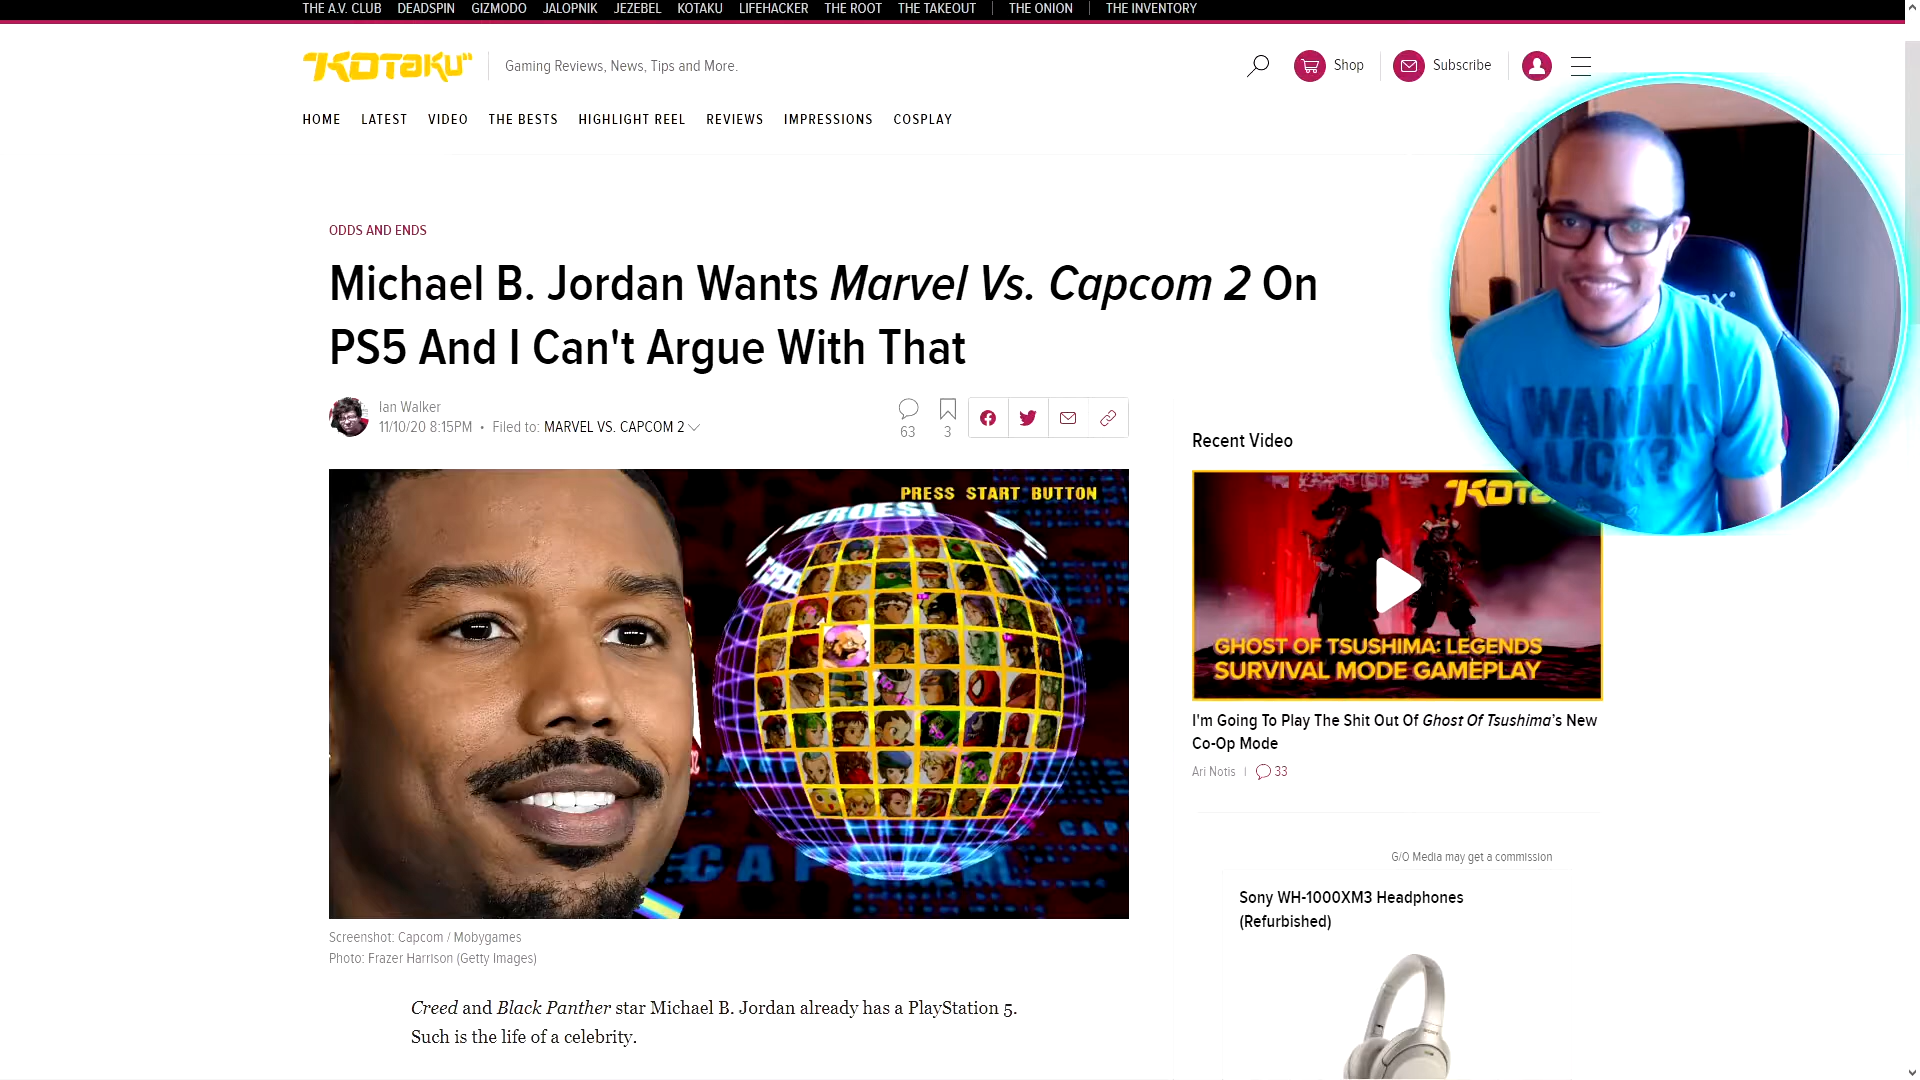 THE A.V. CLUB DEADSPIN GIZMODO JALOPNIK JEZEBEL KOTAKU LIFEHACKER THE ROOT THE TAKEOUT THE ONION THE INVENTORY
KOTAKU Gaming Reviews, News, Tips and More. Shop Subscribe
HOME LATEST VIDEO THE BESTS HIGHLIGHT REEL REVIEWS IMPRESSIONS COSPLAY
ODDS AND ENDS
Michael B. Jordan Wants Marvel Vs. Capcom 2 On
PS5 And I Can't Argue With That
Ian Walker
11/10/20 8:15PM • Filed to: MARVEL VS. CAPCOM 2
63 3
PRESS START BUTTON
HEROES!
CAP
CAP
Screenshot: Capcom / Mobygames
Photo: Frazer Harrison (Getty Images)
Creed and Black Panther star Michael B. Jordan already has a PlayStation 5.
Such is the life of a celebrity.
WANNA
LICK?
Recent Video
KOTA
GHOST OF TSUSHIMA: LEGENDS
SURVIVAL MODE GAMEPLAY
I'm Going To Play The Shit Out Of Ghost Of Tsushima's New
Co-Op Mode
Ari Notis 33
G/O Media may get a commission
Sony WH-1000XM3 Headphones
(Refurbished)